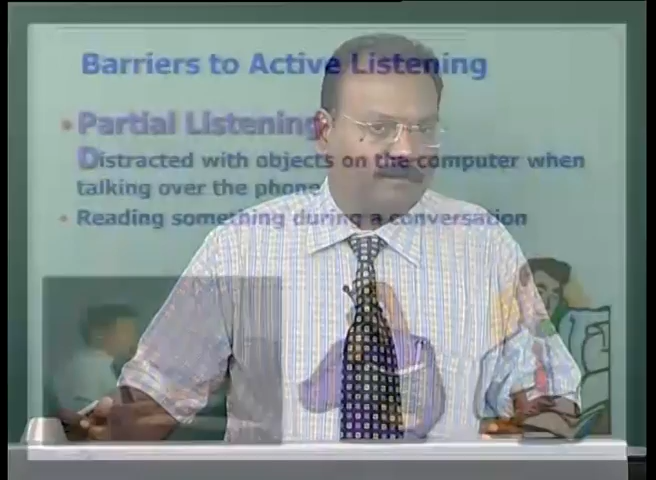 Barriers to Active Listening
• Partial Listening
Distracted with objects on the computer when
talking over the phone
• Reading something during a conversation